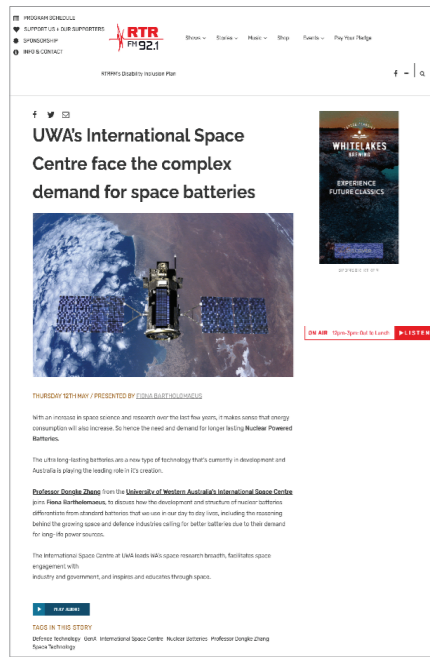 PROGRAM SCHEDULE
SUPPORT US + OUR SUPPORTERS
SPONSORSHIP
INFO & CONTACT
RTR
FM 92.1
Shows Stories Music Shop Events Pay Your Pledge
RTRFM's Disability Inclusion Plan
UWA's International Space
Centre face the complex
demand for space batteries
WHITELAKES
BREWING
EXPERIENCE
FUTURE CLASSICS
SPONSOR OF RTR
ON AIR 12pm-3pm Out to Lunch LISTEN
THURSDAY 12TH MAY / PRESENTED BY FIONA BARTHOLOMAEUS
With an increase in space science and research over the last few years, it makes sense that energy
consumption will also increase. So hence the need and demand for longer lasting Nuclear Powered
Batteries.
The ultra long-lasting batteries are a new type of technology that's currently in development and
Australia is playing the leading role in it's creation.
Professor Dongke Zhang from the University of Western Australia's International Space Centre
joins Fiona Bartholomaeus, to discuss how the development and structure of nuclear batteries
differentiate from standard batteries that we use in our day to day lives, including the reasoning
behind the growing space and defence industries calling for better batteries due to their demand
for long-life power sources.
The International Space Centre at UWA leads WA's space research breadth, facilitates space
engagement with
industry and government, and inspires and educates through space.
PLAY AUDIO
TAGS IN THIS STORY
Defence Technology GenA International Space Centre Nuclear Batteries Professor Dongke Zhang
Space Technology